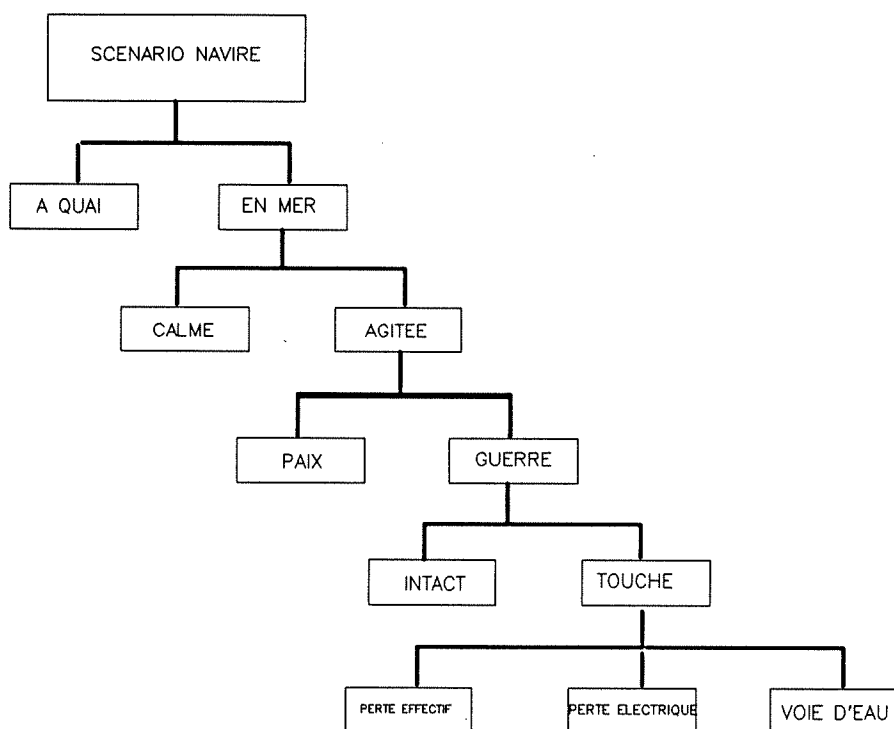 SCENARIO NAVIRE
A QUAI
EN MER
CALME
AGITEE
PAIX
GUERRE
INTACT
TOUCHE
PERTE EFFECTIF
PERTE ELECTRIQUE
VOIE D'EAU